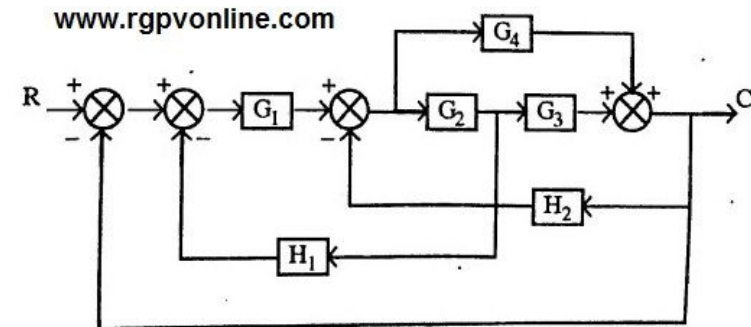 www.rgpvonline.com
G₄
R + − + − G₁ + − G₂ + G₃ + C
H₂
H₁